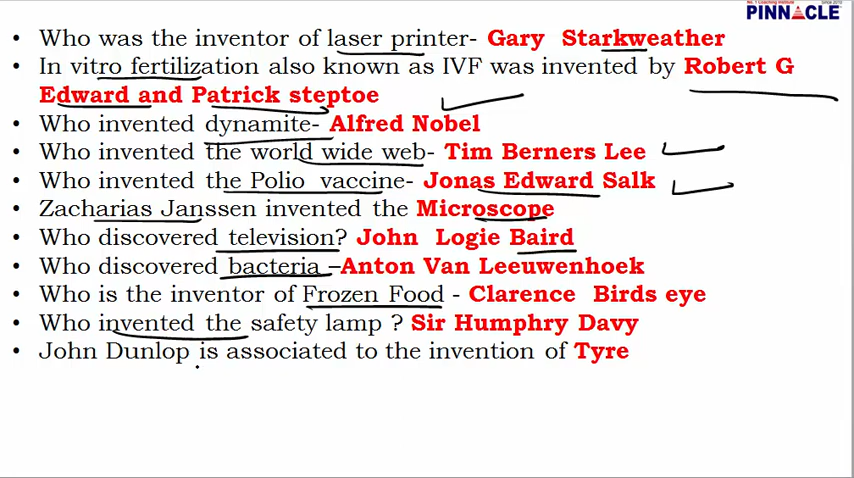 PINNACLE
• Who was the inventor of laser printer- Gary Starkweather
• In vitro fertilization also known as IVF was invented by Robert G
Edward and Patrick steptoe
• Who invented dynamite- Alfred Nobel
• Who invented the world wide web- Tim Berners Lee
• Who invented the Polio vaccine- Jonas Edward Salk
• Zacharias Janssen invented the Microscope
• Who discovered television? John Logie Baird
• Who discovered bacteria –Anton Van Leeuwenhoek
• Who is the inventor of Frozen Food - Clarence Birds eye
• Who invented the safety lamp ? Sir Humphry Davy
• John Dunlop is associated to the invention of Tyre